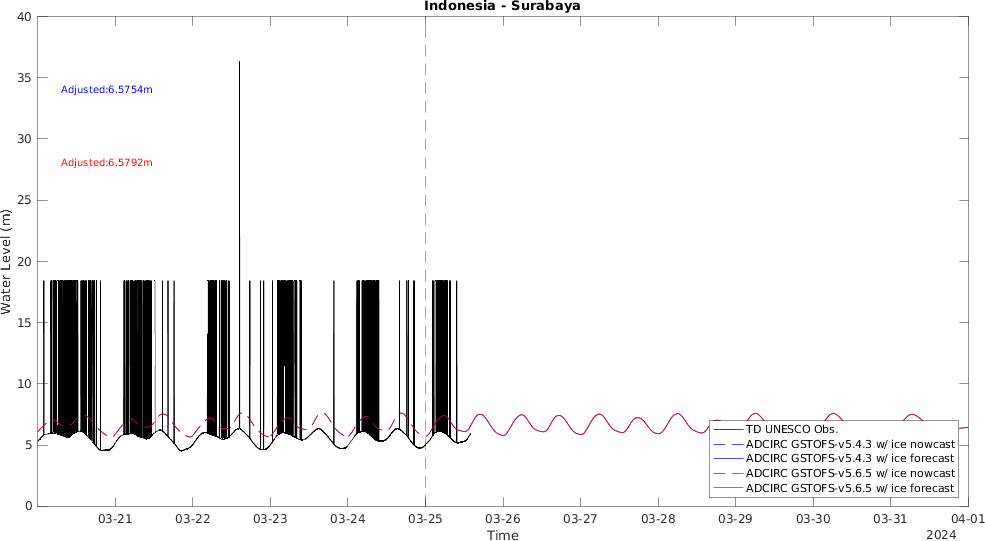 Indonesia - Surabaya
40
35
30
25
20
15
10
5
0
Water Level (m)
Adjusted:6.5754m
Adjusted:6.5792m
TD UNESCO Obs.
ADCIRC GSTOFS-v5.4.3 w/ ice nowcast
ADCIRC GSTOFS-v5.4.3 w/ ice forecast
ADCIRC GSTOFS-v5.6.5 w/ ice nowcast
ADCIRC GSTOFS-v5.6.5 w/ ice forecast
03-21 03-22 03-23 03-24 03-25 03-26 03-27 03-28 03-29 03-30 03-31 04-01
Time
2024